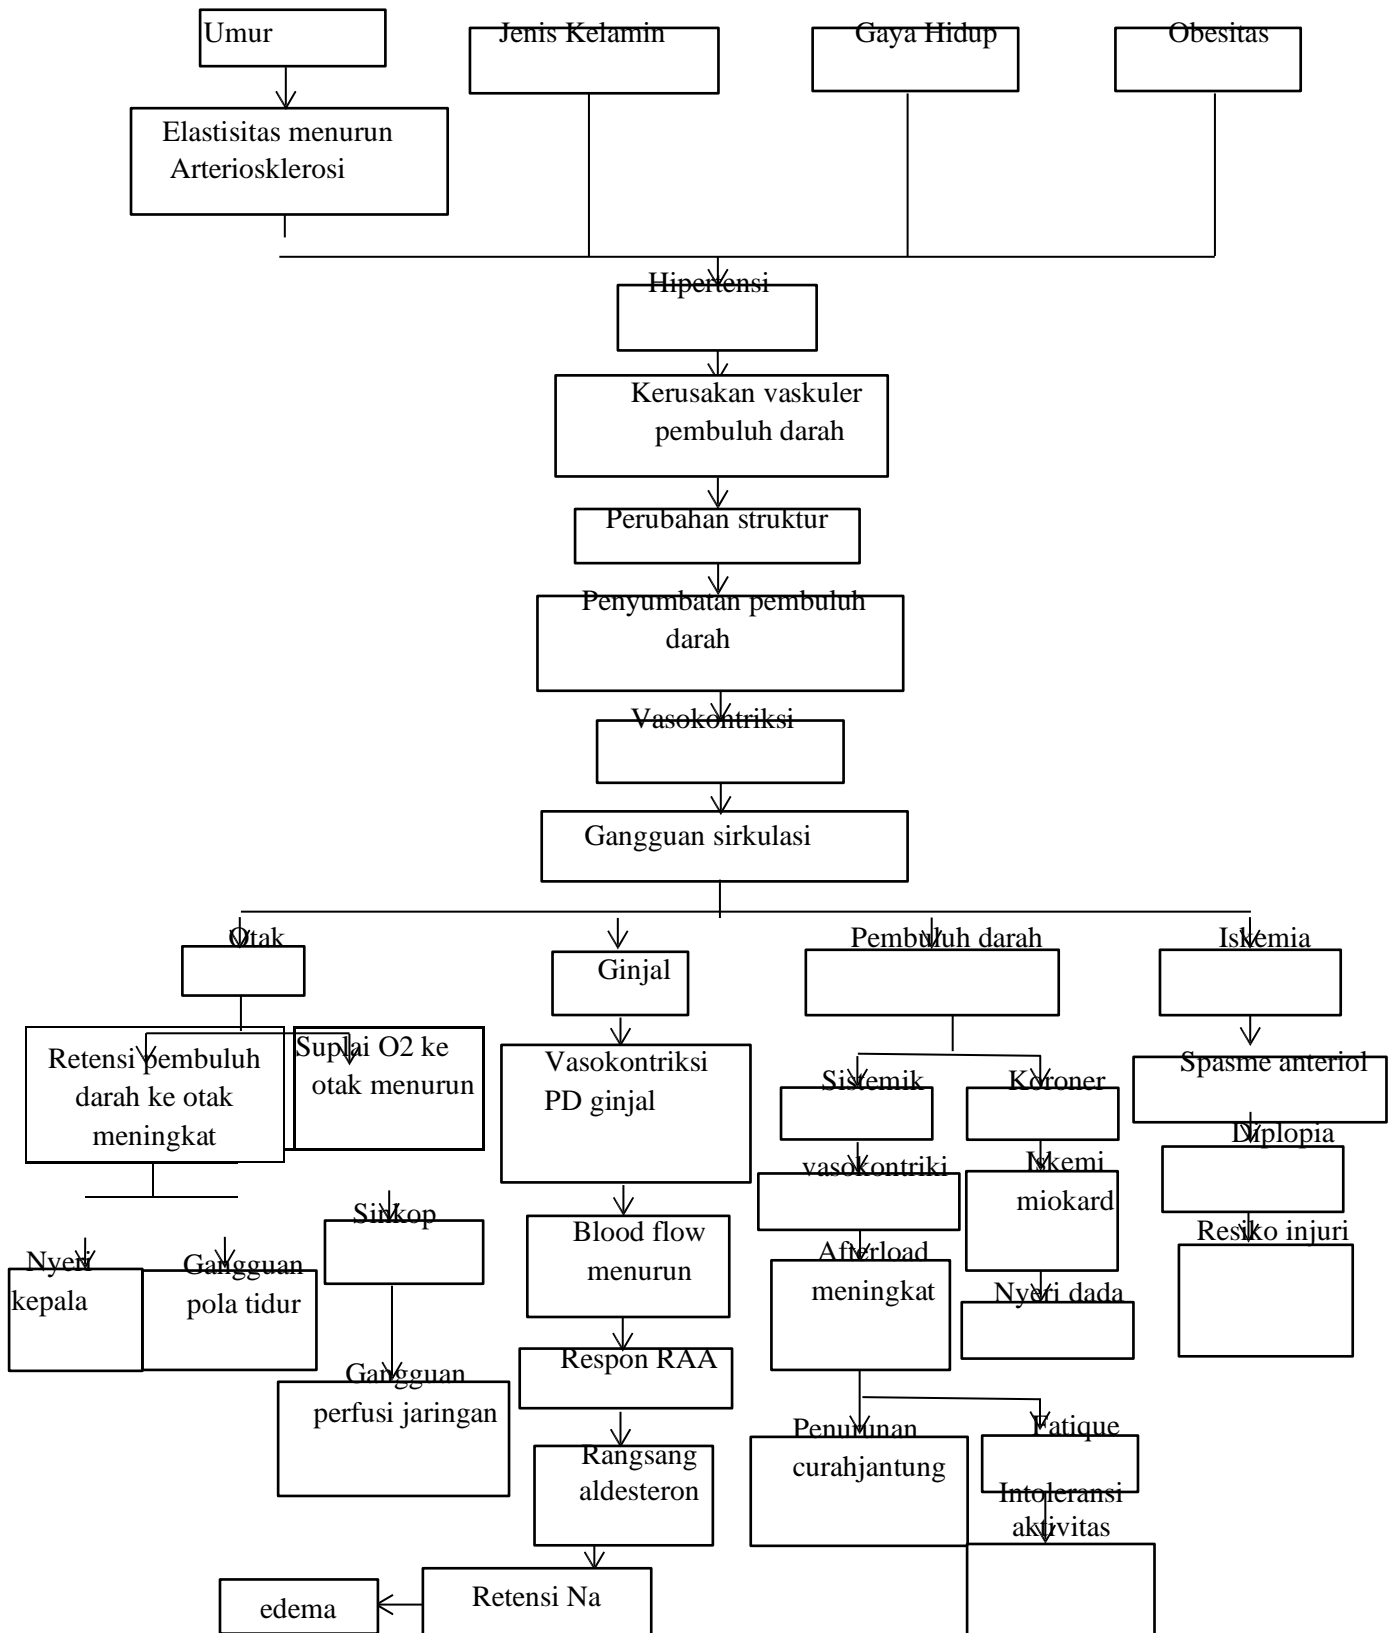 Umur
Jenis Kelamin
Gaya Hidup
Obesitas
Elastisitas menurun
Arteriosklerosi
Hipertensi
Kerusakan vaskuler
pembuluh darah
Perubahan struktur
Penyumbatan pembuluh
darah
Vasokontriksi
Gangguan sirkulasi
Otak
Ginjal
Pembuluh darah
Iskemia
Retensi pembuluh
darah ke otak
meningkat
Suplai O2 ke
otak menurun
Vasokontriksi
PD ginjal
Sistemik
Koroner
Spasme anteriol
Diplopia
vasokontriki
Iskemi
miokard
Resiko injuri
Sinkop
Blood flow
menurun
Afterload
meningkat
Nyeri dada
Nyeri
kepala
Gangguan
pola tidur
Respon RAA
Gangguan
perfusi jaringan
Penurunan
curahjantung
Fatique
Rangsang
aldesteron
Intoleransi
aktivitas
Retensi Na
edema